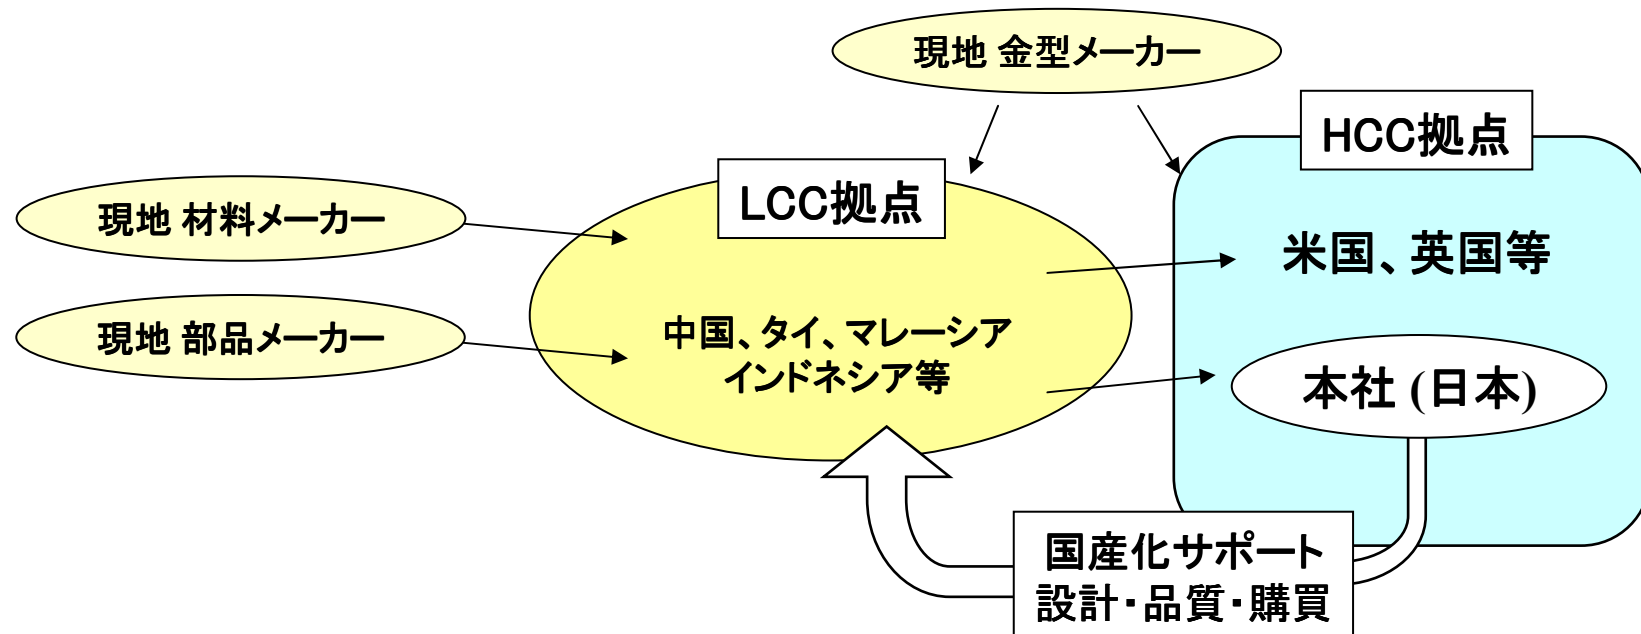 現地 金型メーカー
HCC拠点
LCC拠点
現地 材料メーカー
米国、英国等
現地 部品メーカー
中国、タイ、マレーシア
インドネシア等
本社 (日本)
国産化サポート
設計・品質・購買